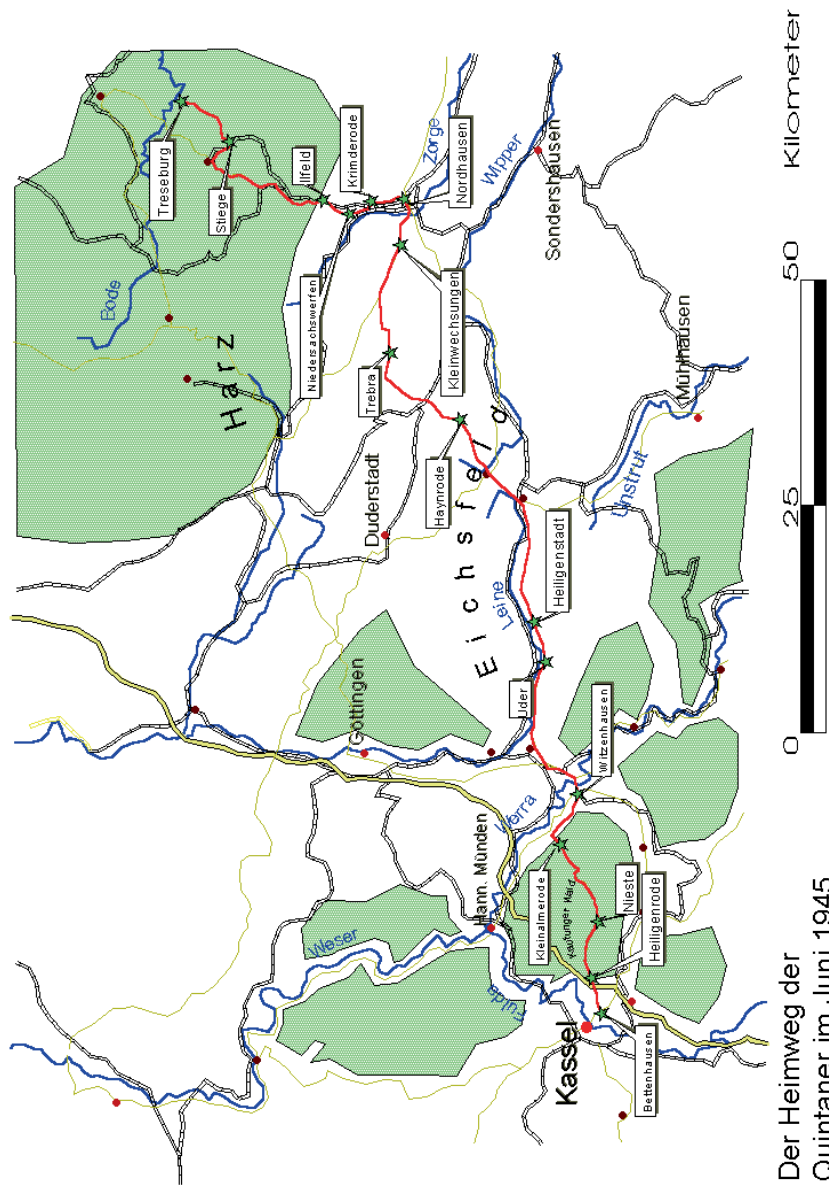 Harz
Bode
Treseburg
Stiege
Ilfeld
Krimderode
Niedersachswerfen
Zorge
Nordhausen
Wipper
Kleinwechsungen
Trebra
Sondershausen
Haynrode
Duderstadt
Eichsfeld
Mühlhausen
Unstrut
Heiligenstadt
Leine
Uder
Göttingen
Witzenhausen
Werra
Hann. Münden
Kleinalmerode
Kaufunger Wald
Nieste
Heiligenrode
Weser
Fulda
Kassel
Bettenhausen
0 25 50 Kilometer
Der Heimweg der
Quintaner im Juni 1945